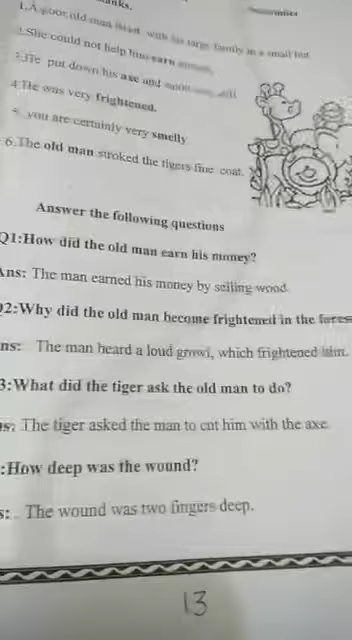 1.A poor old man lived with his large family in a small hut
2.She could not help him earn
3.He put down his axe and
4.He was very frightened.
5. you are certainly very smelly
6.The old man stroked the tigers fine coat.
Answer the following questions
Q1:How did the old man earn his money?
Ans: The man earned his money by selling wood.
2:Why did the old man become frightened in the fores
ns: The man heard a loud growl, which frightened him.
3:What did the tiger ask the old man to do?
s: The tiger asked the man to cut him with the axe.
:How deep was the wound?
s: The wound was two fingers deep.
13